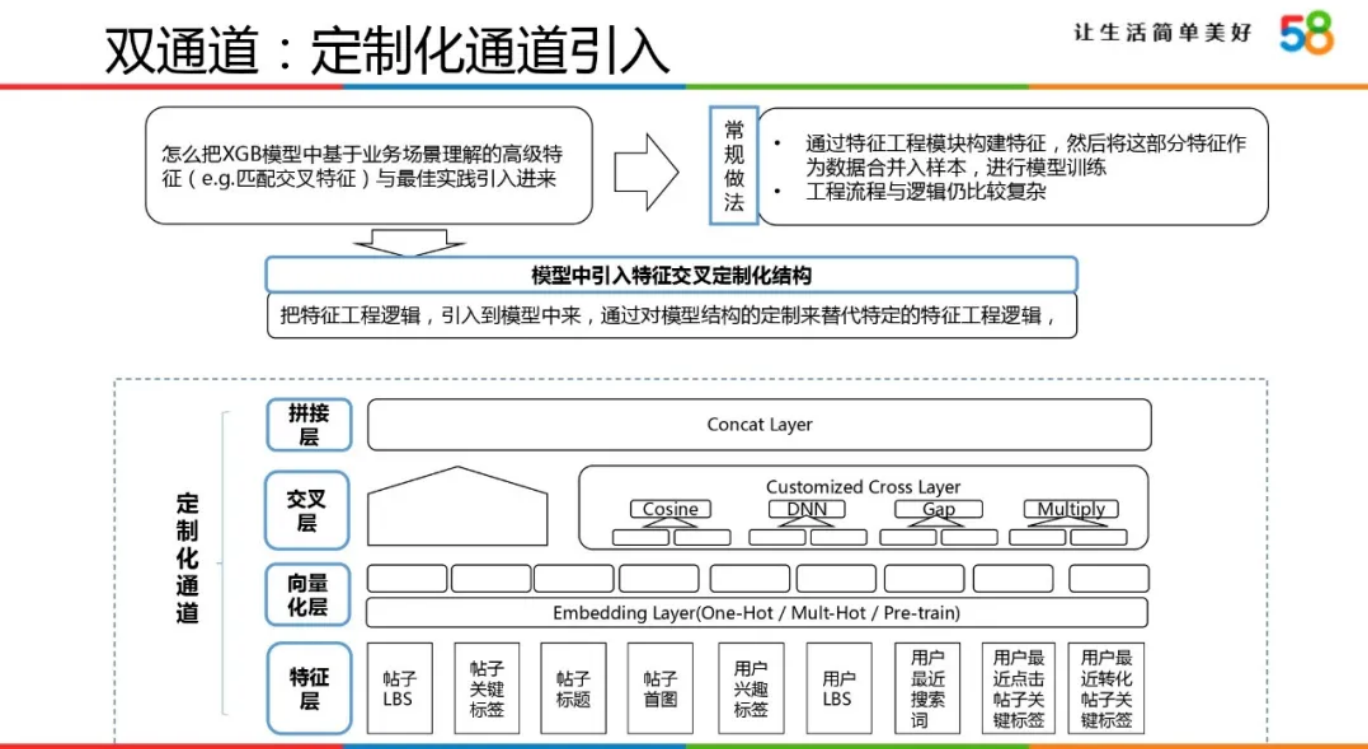 双通道：定制化通道引入
让生活简单美好
58
怎么把XGB模型中基于业务场景理解的高级特
征（e.g.匹配交叉特征）与最佳实践引入进来
常
规
做
法
• 通过特征工程模块构建特征，然后将这部分特征作
为数据合并入样本，进行模型训练
• 工程流程与逻辑仍比较复杂
模型中引入特征交叉定制化结构
把特征工程逻辑，引入到模型中来，通过对模型结构的定制来替代特定的特征工程逻辑，
定
制
化
通
道
拼接
层
Concat Layer
交叉
层
Customized Cross Layer
Cosine
DNN
Gap
Multiply
向量
化层
Embedding Layer(One-Hot / Mult-Hot / Pre-train)
特征
层
帖子
LBS
帖子
关键
标签
帖子
标题
帖子
首图
用户
兴趣
标签
用户
LBS
用户
最近
搜索
词
用户最
近点击
帖子关
键标签
用户最
近转化
帖子关
键标签